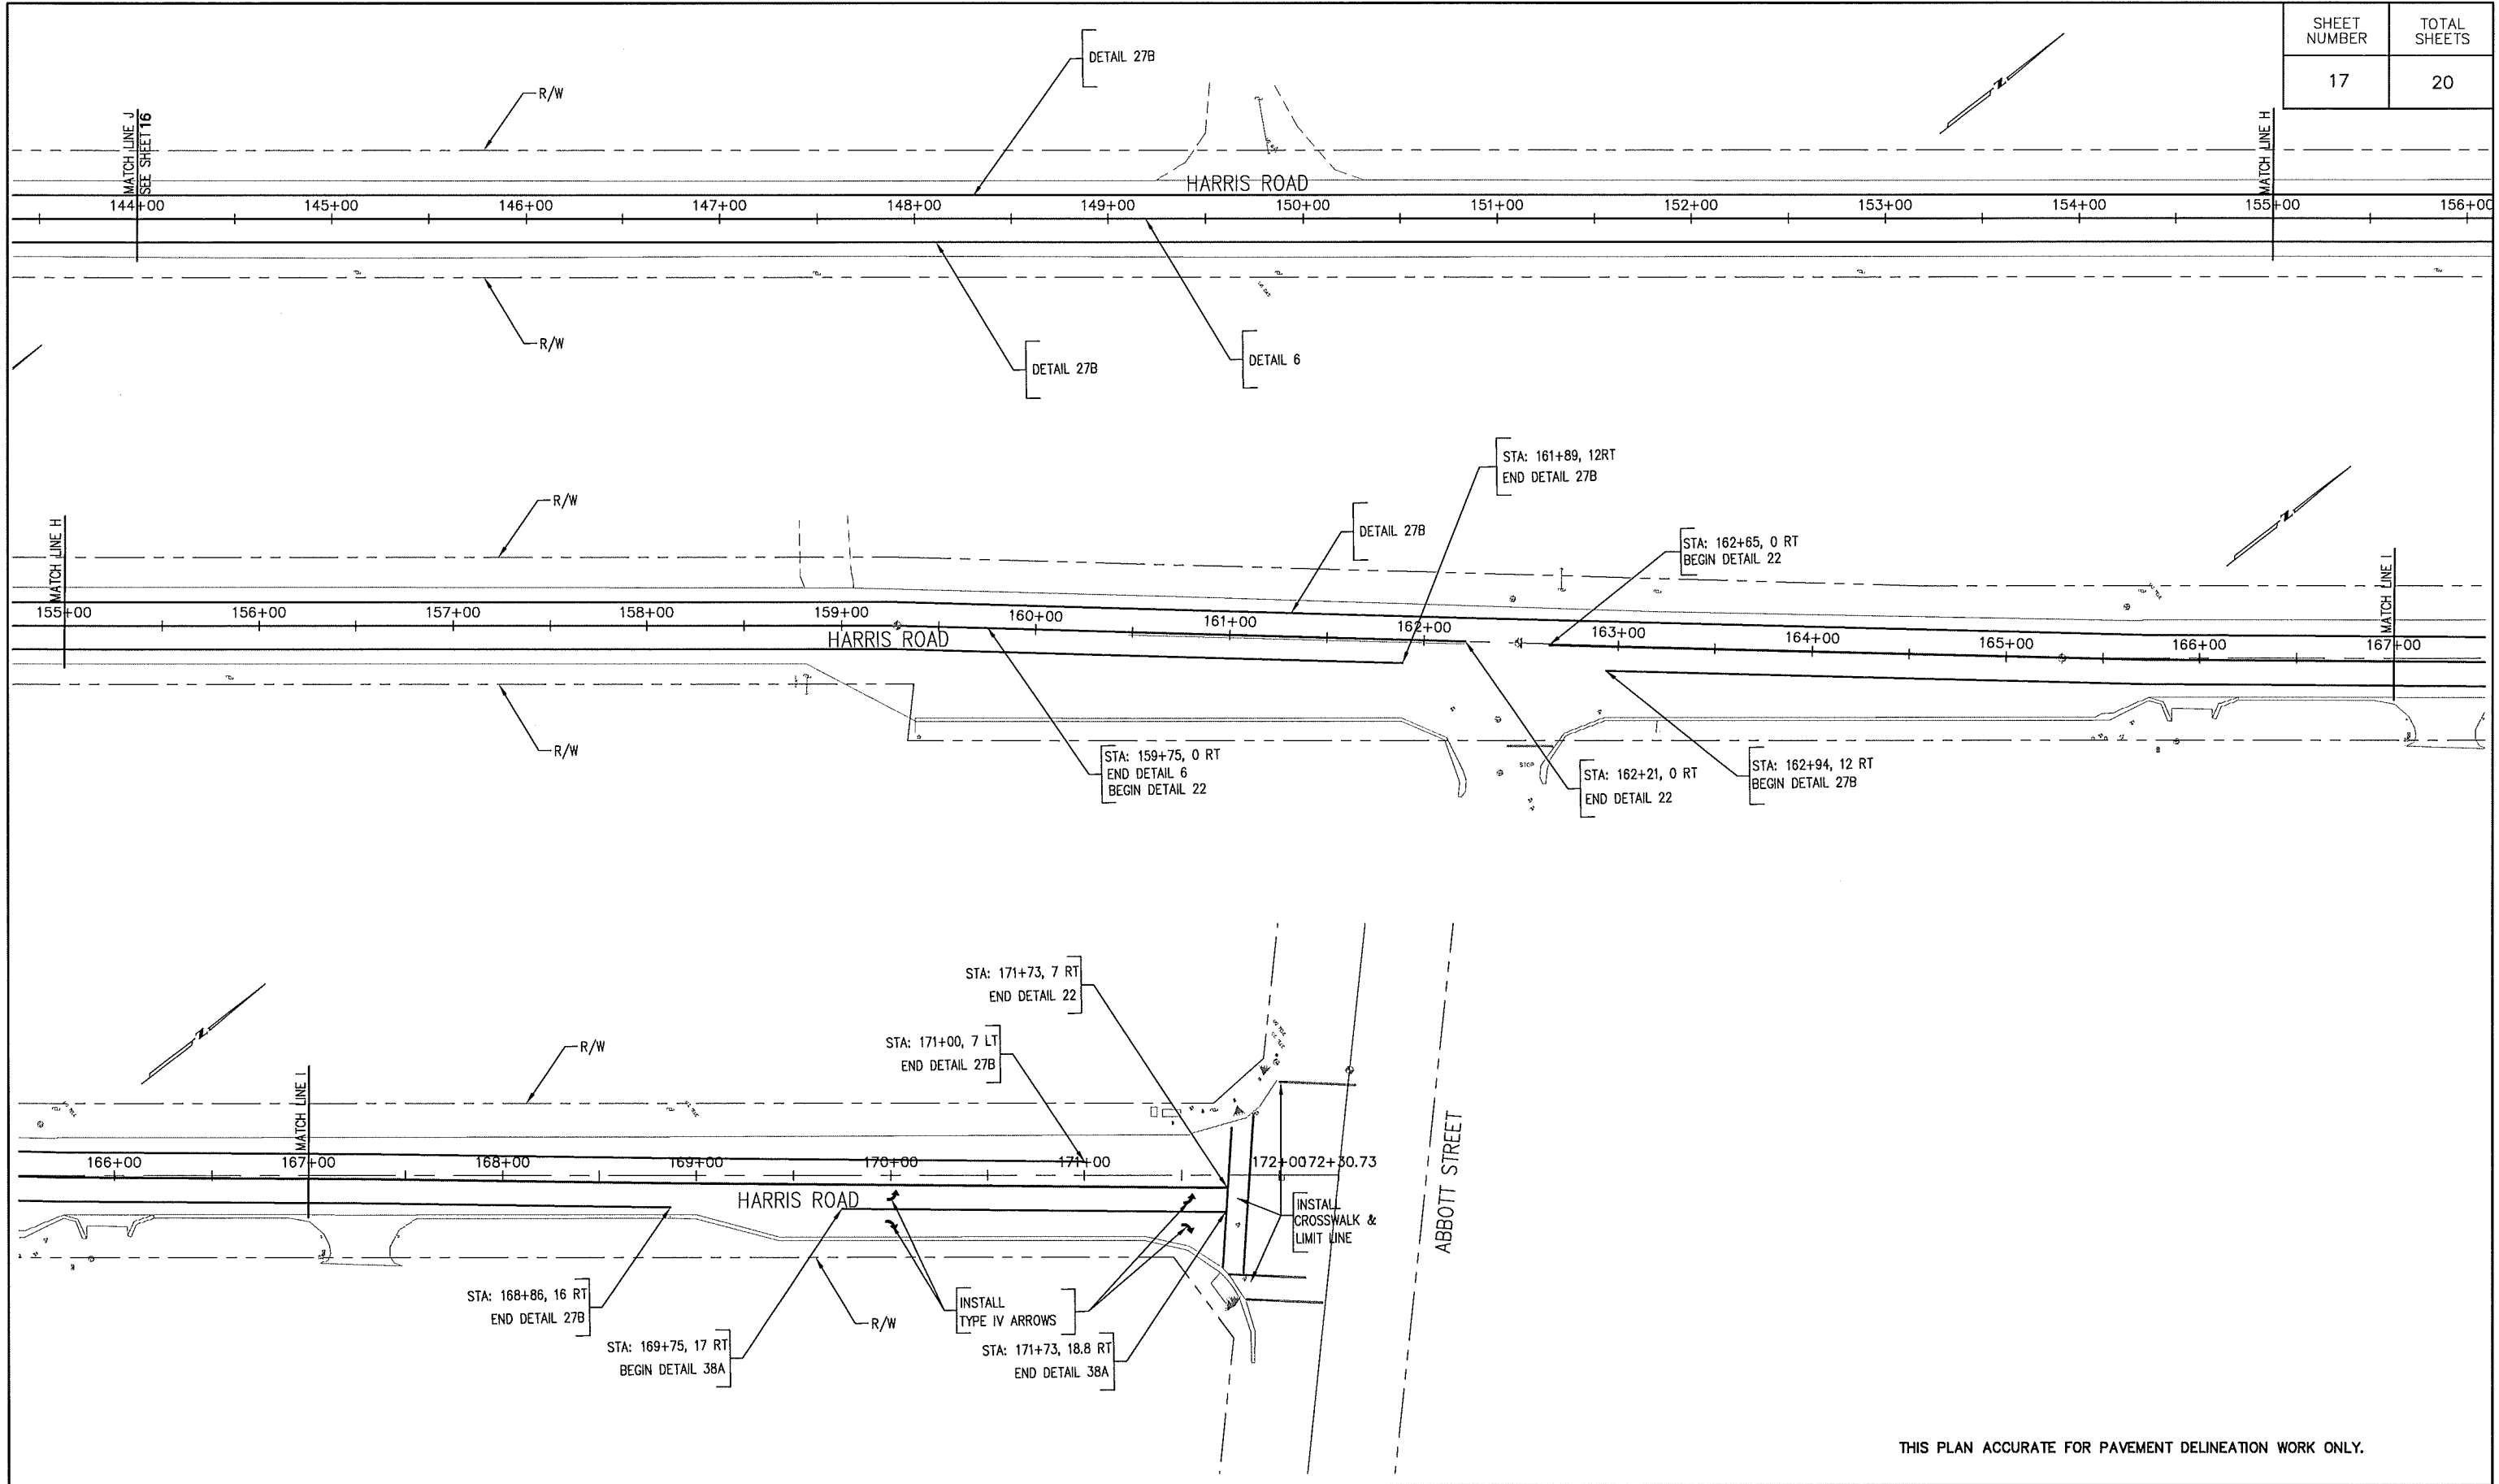 SHEET NUMBER
TOTAL SHEETS
17
20
DETAIL 27B
R/W
MATCH LINE J
SEE SHEET 16
MATCH LINE H
HARRIS ROAD
144+00 145+00 146+00 147+00 148+00 149+00 150+00 151+00 152+00 153+00 154+00 155+00 156+00
R/W
DETAIL 27B
DETAIL 6
STA: 161+89, 12RT
END DETAIL 27B
R/W
DETAIL 27B
STA: 162+65, 0 RT
BEGIN DETAIL 22
MATCH LINE H
MATCH LINE I
155+00 156+00 157+00 158+00 159+00 160+00 161+00 162+00 163+00 164+00 165+00 166+00 167+00
HARRIS ROAD
R/W
STA: 159+75, 0 RT
END DETAIL 6
BEGIN DETAIL 22
STOP
STA: 162+21, 0 RT
END DETAIL 22
STA: 162+94, 12 RT
BEGIN DETAIL 27B
STA: 171+73, 7 RT
END DETAIL 22
STA: 171+00, 7 LT
END DETAIL 27B
R/W
MATCH LINE I
166+00 167+00 168+00 169+00 170+00 171+00 172+00 172+30.73
HARRIS ROAD
ABBOTT STREET
INSTALL
CROSSWALK &
LIMIT LINE
STA: 168+86, 16 RT
END DETAIL 27B
INSTALL
TYPE IV ARROWS
R/W
STA: 169+75, 17 RT
BEGIN DETAIL 38A
STA: 171+73, 18.8 RT
END DETAIL 38A
THIS PLAN ACCURATE FOR PAVEMENT DELINEATION WORK ONLY.